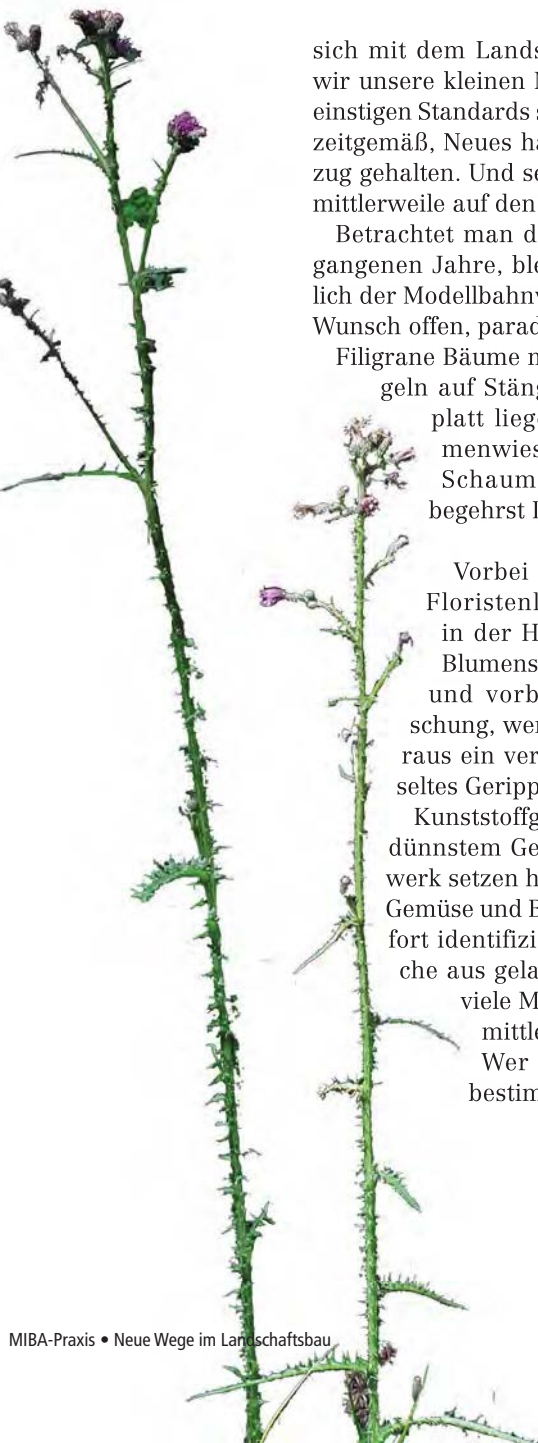 sich mit dem Lands
wir unsere kleinen
einstigen Standards
zeitgemäß, Neues ha
zug gehalten. Und se
mittlerweile auf den
Betrachtet man d
gangenen Jahre, ble
lich der Modellbahn
Wunsch offen, parad
Filigrane Bäume
geln auf Stäng
platt lieg
menwies
Schaum
begehrst
Vorbei
Floristenl
in der H
Blumens
und vorb
schung, wer
raus ein ver
seltes Geripp
Kunststoffg
dünnstem Ge
werk setzen h
Gemüse und B
fort identifizi
che aus gela
viele M
mittle
Wer
bestim
MIBA-Praxis • Neue Wege im Landschaftsbau